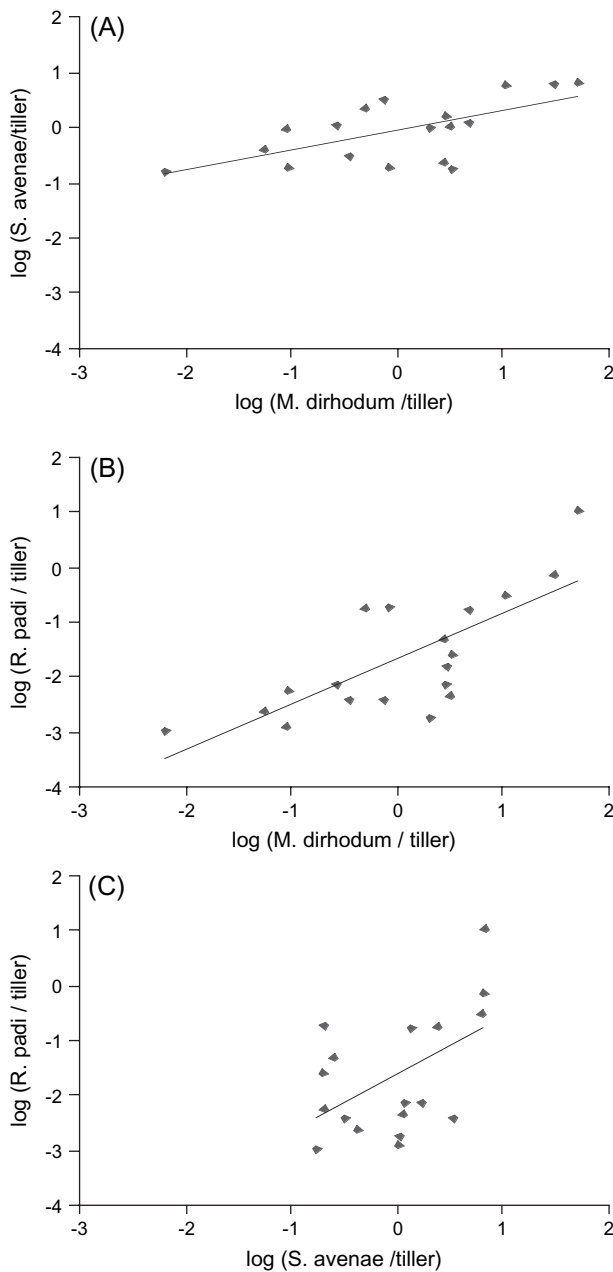 (A)
2
1
0
-1
-2
-3
-4
log (S. avenae/tiller)
-3 -2 -1 0 1 2
log (M. dirhodum /tiller)
(B)
2
1
0
-1
-2
-3
-4
log (R. padi / tiller)
-3 -2 -1 0 1 2
log (M. dirhodum / tiller)
(C)
2
1
0
-1
-2
-3
-4
log (R. padi / tiller)
-3 -2 -1 0 1 2
log (S. avenae /tiller)